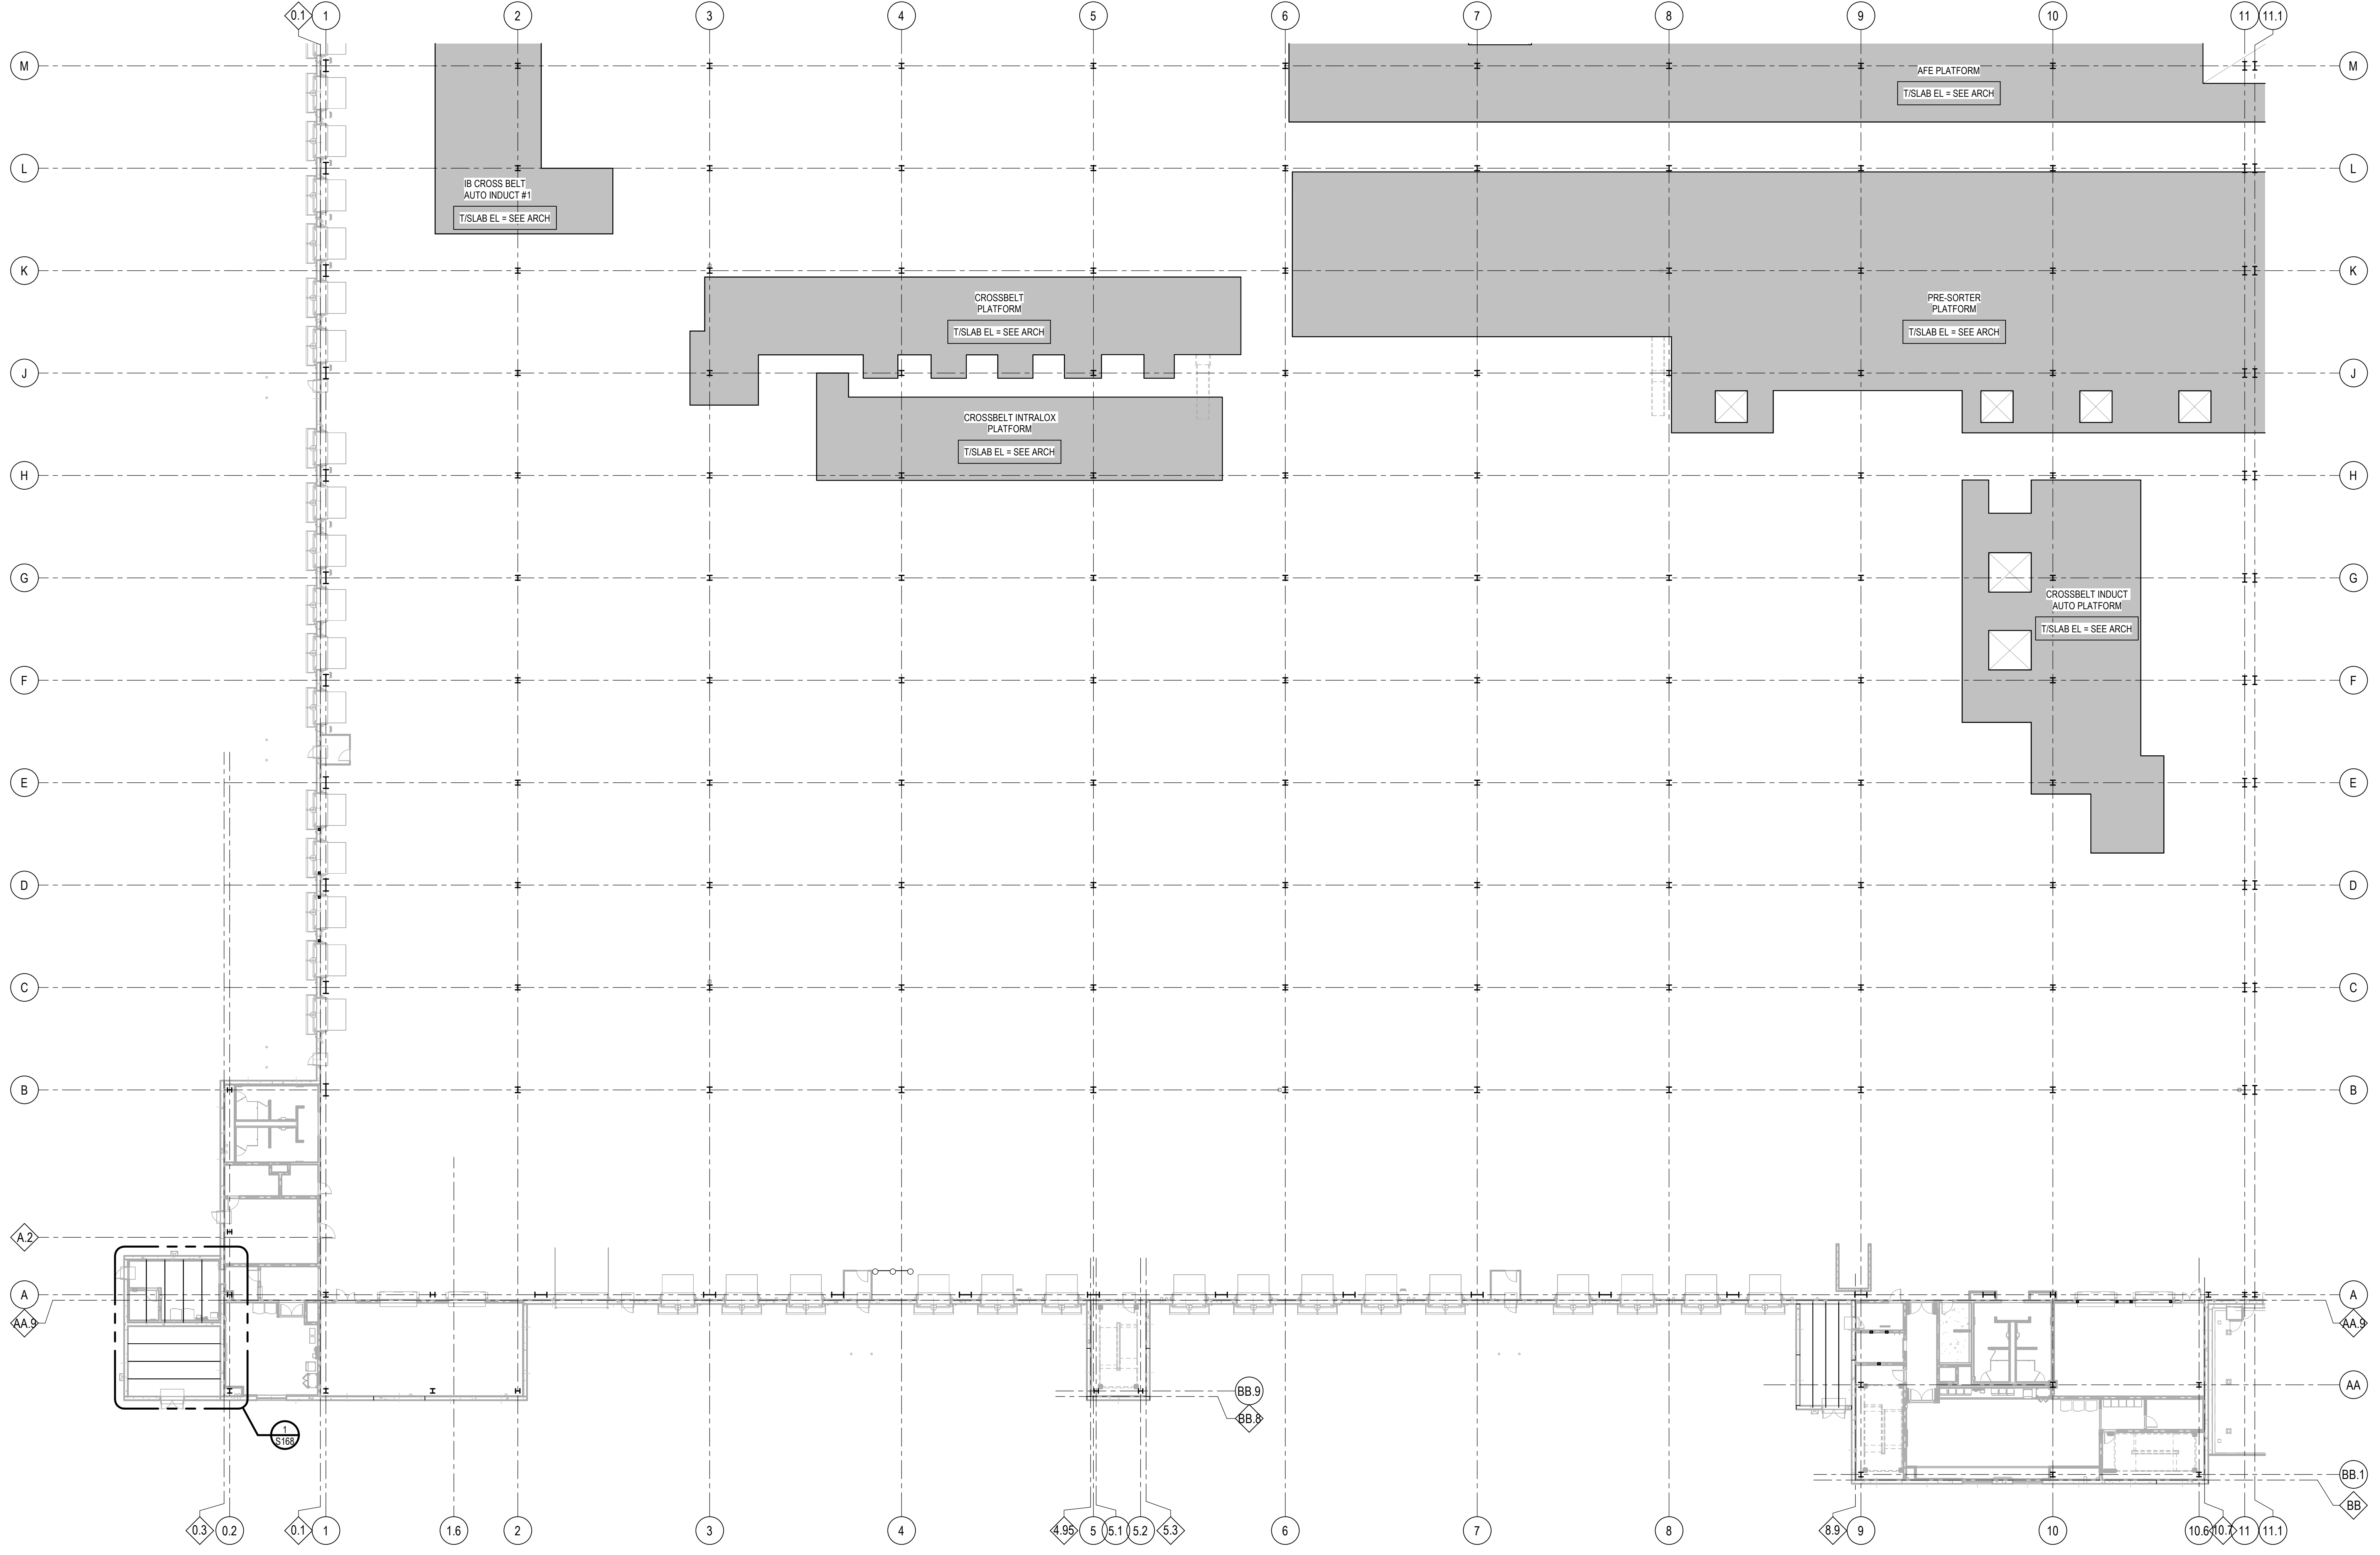 0.1 1 2 3 4 5 6 7 8 9 10 11 11.1
M M
AFE PLATFORM
T/SLAB EL = SEE ARCH
L L
IB CROSS BELT
AUTO INDUCT #1
T/SLAB EL = SEE ARCH
K K
CROSSBELT
PLATFORM
T/SLAB EL = SEE ARCH
PRE-SORTER
PLATFORM
T/SLAB EL = SEE ARCH
J J
CROSSBELT INTRALOX
PLATFORM
T/SLAB EL = SEE ARCH
H H
G G
CROSSBELT INDUCT
AUTO PLATFORM
T/SLAB EL = SEE ARCH
F F
E E
D D
C C
B B
A.2
A A
AA.9 AA.9
AA
BB.9
BB.8
1
S168
BB.1
BB
0.3 0.2 0.1 1 1.6 2 3 4 4.95 5 5.1 5.2 5.3 6 7 8 8.9 9 10 10.6 10.7 11 11.1